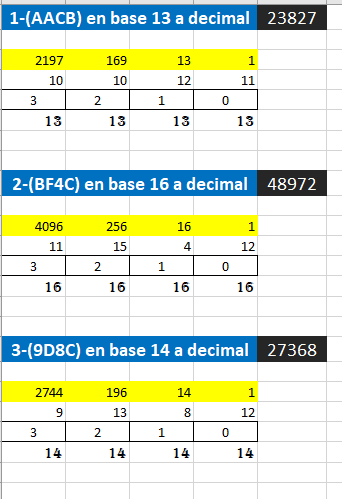 1-(AACB) en base 13 a decimal 23827
2197 169 13 1
10 10 12 11
3 2 1 0
13 13 13 13
2-(BF4C) en base 16 a decimal 48972
4096 256 16 1
11 15 4 12
3 2 1 0
16 16 16 16
3-(9D8C) en base 14 a decimal 27368
2744 196 14 1
9 13 8 12
3 2 1 0
14 14 14 14